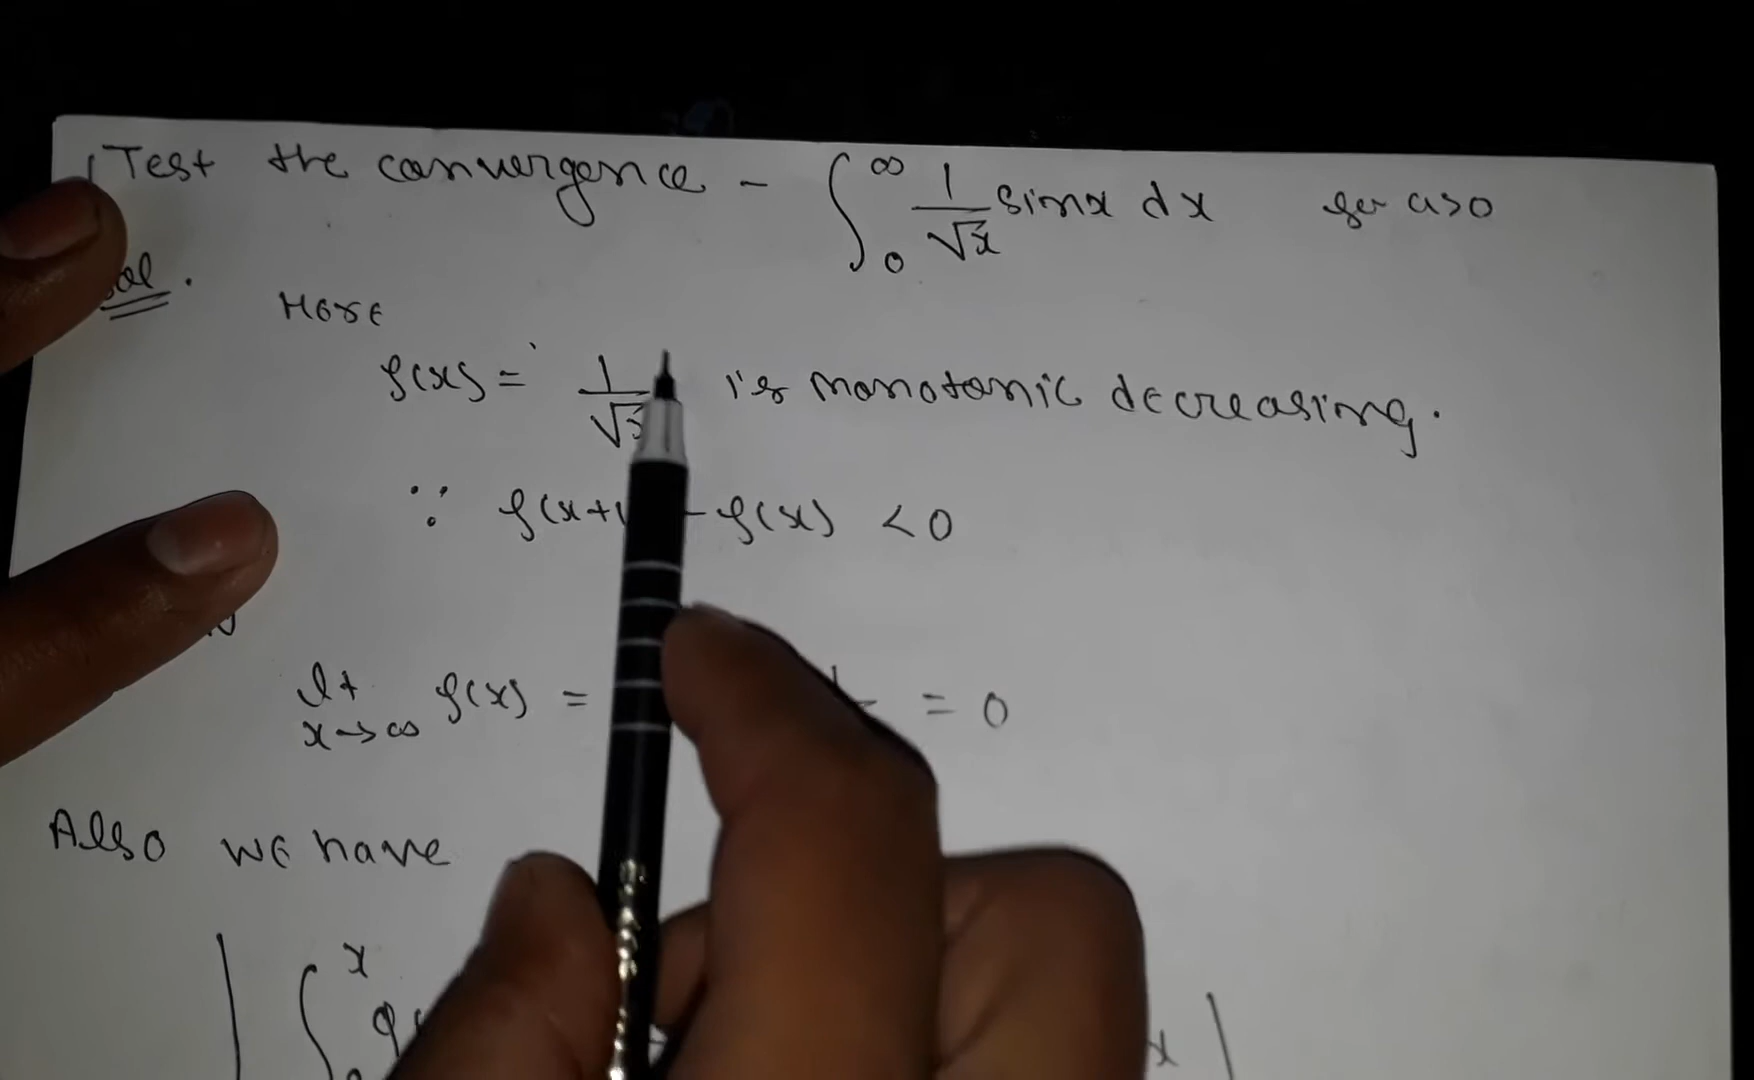 Test the convergence - ∫₀^∞ 1/√x sinx dx for a>0
Sol.
Here
f(x) = 1/√x is monotonic decreasing.
∵ f(x+1) - f(x) < 0
lt x→∞ f(x) = = 0
Also we have
| ∫ x x |